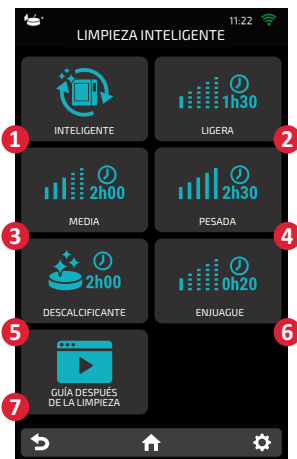 11:22
LIMPIEZA INTELIGENTE
INTELIGENTE
1
1h30
LIGERA
2
2h00
MEDIA
3
2h30
PESADA
4
2h00
DESCALCIFICANTE
5
0h20
ENJUAGUE
6
GUÍA DESPUÉS
DE LA LIMPIEZA
7